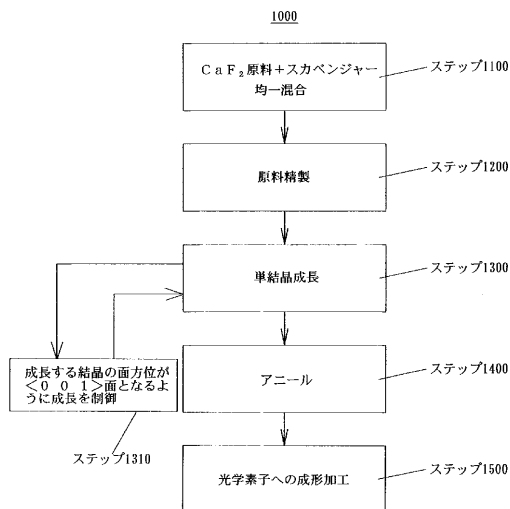 1000
CaF₂原料＋スカベンジャー
均一混合
ステップ1100
原料精製
ステップ1200
単結晶成長
ステップ1300
成長する結晶の面方位が
<001>面となるよ
うに成長を制御
ステップ1310
アニール
ステップ1400
光学素子への成形加工
ステップ1500